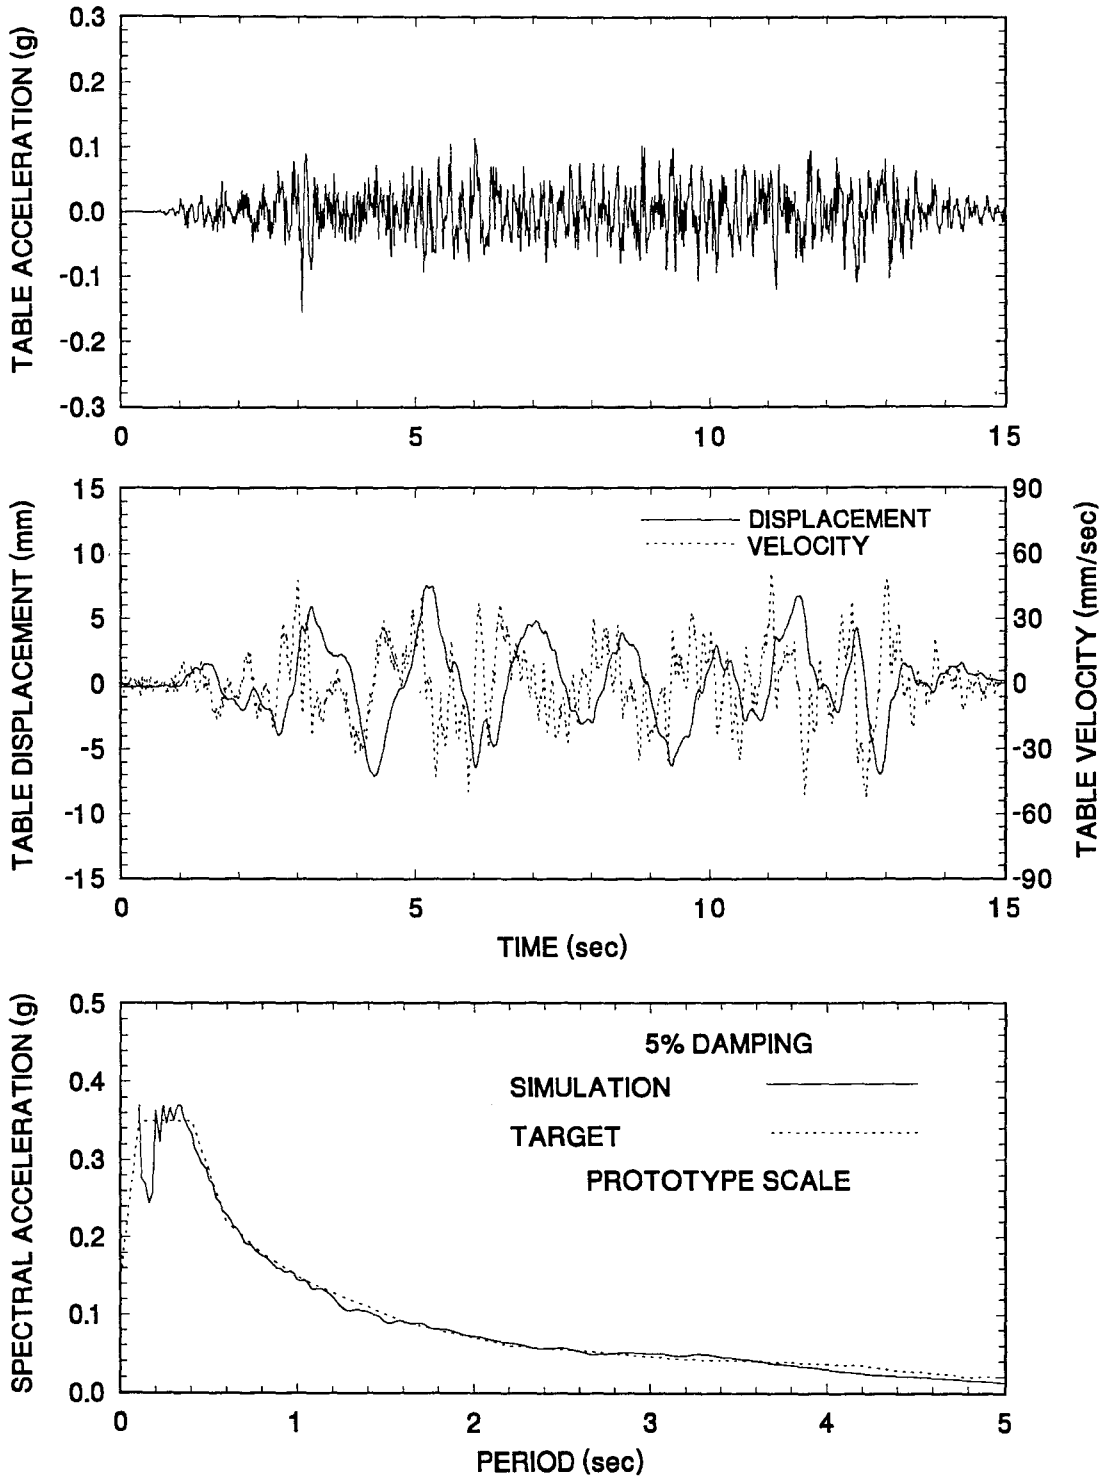 TABLE ACCELERATION (g)
0.3
0.2
0.1
0.0
-0.1
-0.2
-0.3
0 5 10 15
TABLE DISPLACEMENT (mm)
15
10
5
0
-5
-10
-15
DISPLACEMENT
VELOCITY
90
60
30
0
-30
-60
-90
TABLE VELOCITY (mm/sec)
0 5 10 15
TIME (sec)
SPECTRAL ACCELERATION (g)
0.5
0.4
0.3
0.2
0.1
0.0
5% DAMPING
SIMULATION
TARGET
PROTOTYPE SCALE
0 1 2 3 4 5
PERIOD (sec)